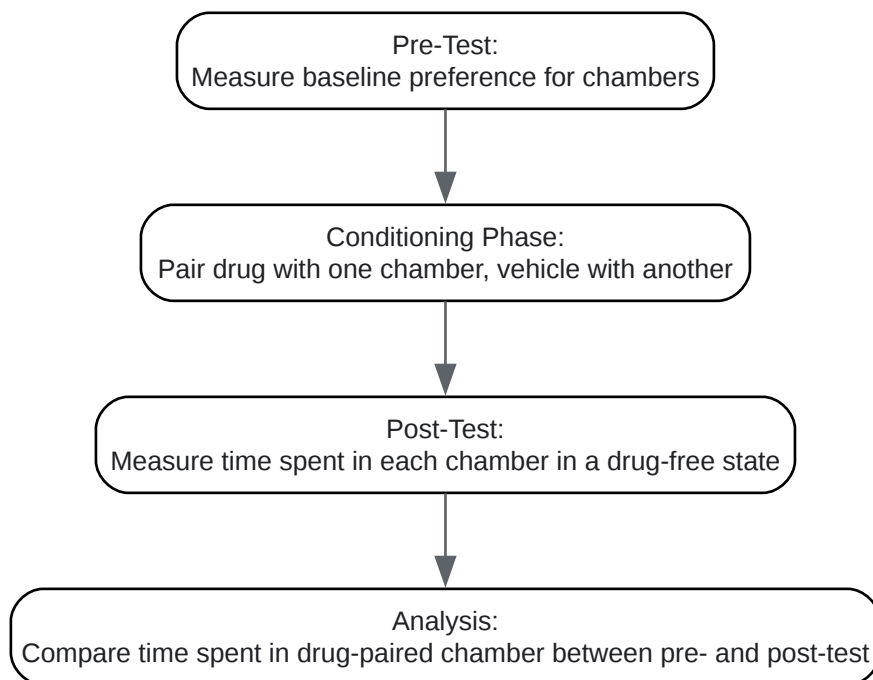 Pre-Test:
Measure baseline preference for chambers
Conditioning Phase:
Pair drug with one chamber, vehicle with another
Post-Test:
Measure time spent in each chamber in a drug-free state
Analysis:
Compare time spent in drug-paired chamber between pre- and post-test